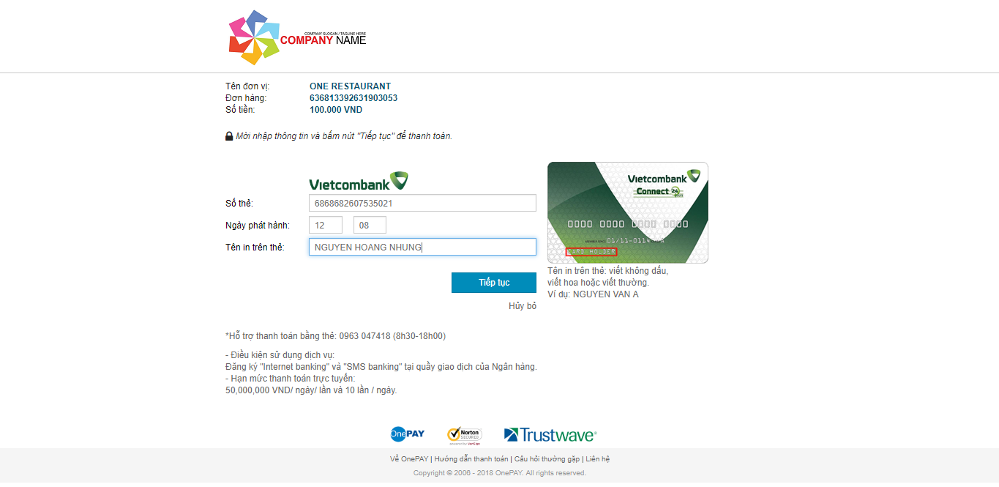 COMPANY SLOGAN / TAGLINE HERE
COMPANY NAME
Tên đơn vị: ONE RESTAURANT
Đơn hàng: 636813392631903053
Số tiền: 100.000 VND
Mời nhập thông tin và bấm nút "Tiếp tục" để thanh toán.
Vietcombank
Số thẻ: 6868682607535021
Ngày phát hành: 12 08
Tên in trên thẻ: NGUYEN HOANG NHUNG
Tiếp tục
Hủy bỏ
Vietcombank
Connect 24
0000 0000 0000 0000
01/11-0114
CARD HOLDER
Tên in trên thẻ: viết không dấu,
viết hoa hoặc viết thường.
Ví dụ: NGUYEN VAN A
*Hỗ trợ thanh toán bằng thẻ: 0963 047418 (8h30-18h00)
- Điều kiện sử dụng dịch vụ:
Đăng ký "Internet banking" và "SMS banking" tại quầy giao dịch của Ngân hàng.
- Hạn mức thanh toán trực tuyến:
50,000,000 VND/ ngày/ lần và 10 lần / ngày.
OnePAY
Norton
SECURED
powered by VeriSign
Trustwave®
Về OnePAY | Hướng dẫn thanh toán | Câu hỏi thường gặp | Liên hệ
Copyright © 2006 - 2018 OnePAY. All rights reserved.